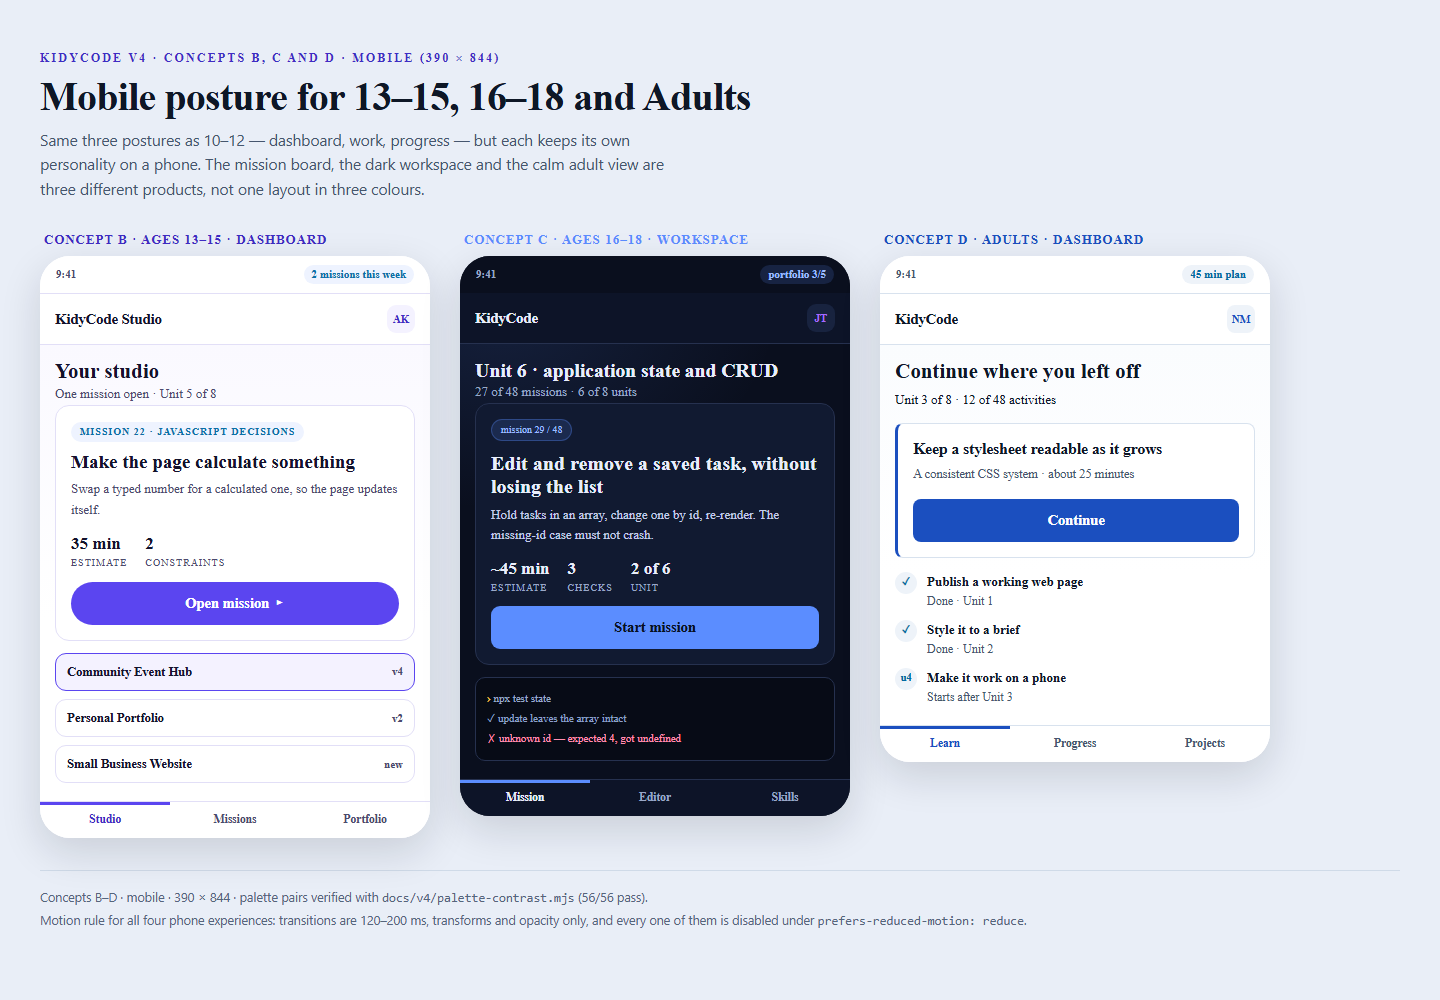 KIDYCODE V4 · CONCEPTS B, C AND D · MOBILE (390 × 844)
Mobile posture for 13–15, 16–18 and Adults
Same three postures as 10–12 — dashboard, work, progress — but each keeps its own
personality on a phone. The mission board, the dark workspace and the calm adult view are
three different products, not one layout in three colours.
CONCEPT B · AGES 13–15 · DASHBOARD
9:41
2 missions this week
KidyCode Studio
AK
Your studio
One mission open · Unit 5 of 8
MISSION 22 · JAVASCRIPT DECISIONS
Make the page calculate something
Swap a typed number for a calculated one, so the page updates
itself.
35 min
2
ESTIMATE
CONSTRAINTS
Open mission ▸
Community Event Hub
v4
Personal Portfolio
v2
Small Business Website
new
Studio
Missions
Portfolio
CONCEPT C · AGES 16–18 · WORKSPACE
9:41
portfolio 3/5
KidyCode
JT
Unit 6 · application state and CRUD
27 of 48 missions · 6 of 8 units
mission 29 / 48
Edit and remove a saved task, without
losing the list
Hold tasks in an array, change one by id, re-render. The
missing-id case must not crash.
~45 min
3
2 of 6
ESTIMATE
CHECKS
UNIT
Start mission
› npx test state
✓ update leaves the array intact
✗ unknown id — expected 4, got undefined
Mission
Editor
Skills
CONCEPT D · ADULTS · DASHBOARD
9:41
45 min plan
KidyCode
NM
Continue where you left off
Unit 3 of 8 · 12 of 48 activities
Keep a stylesheet readable as it grows
A consistent CSS system · about 25 minutes
Continue
✓ Publish a working web page
Done · Unit 1
✓ Style it to a brief
Done · Unit 2
u4 Make it work on a phone
Starts after Unit 3
Learn
Progress
Projects
Concepts B–D · mobile · 390 × 844 · palette pairs verified with docs/v4/palette-contrast.mjs (56/56 pass).
Motion rule for all four phone experiences: transitions are 120–200 ms, transforms and opacity only, and every one of them is disabled under prefers-reduced-motion: reduce.